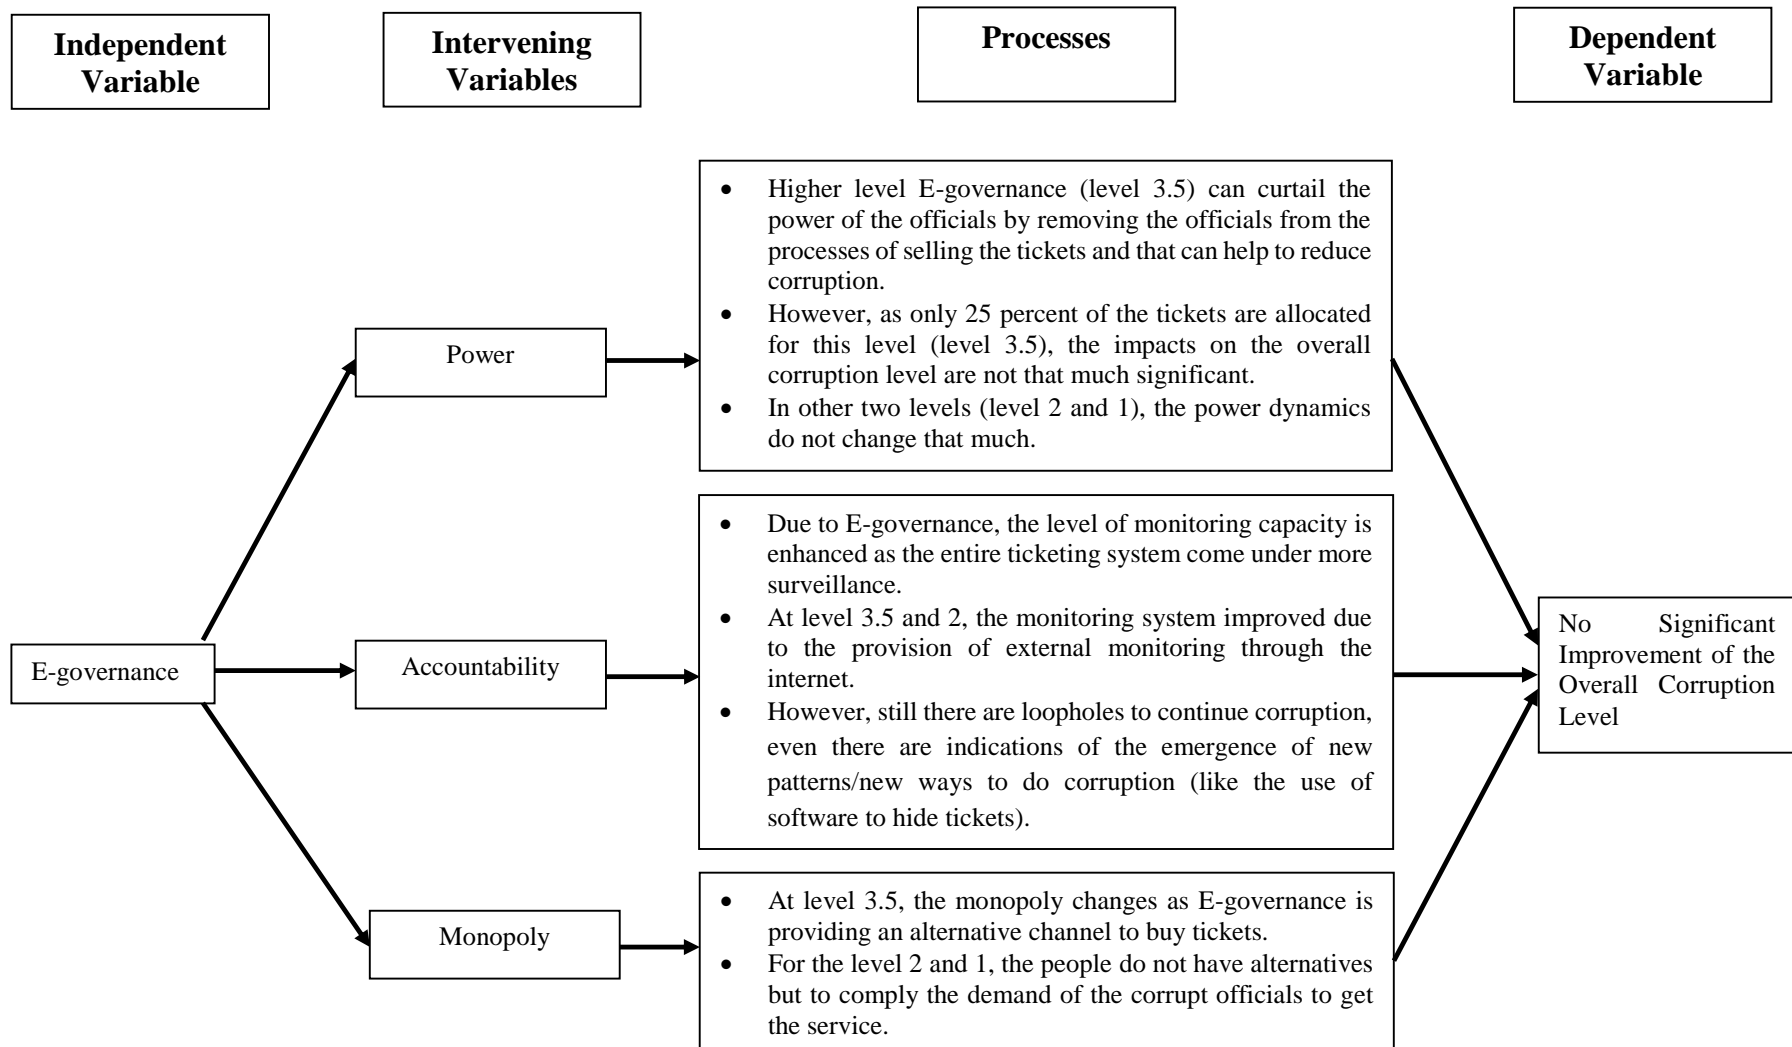 Independent
Variable
Intervening
Variables
Processes
Dependent
Variable
E-governance
Power
• Higher level E-governance (level 3.5) can curtail the
power of the officials by removing the officials from the
processes of selling the tickets and that can help to reduce
corruption.
• However, as only 25 percent of the tickets are allocated
for this level (level 3.5), the impacts on the overall
corruption level are not that much significant.
• In other two levels (level 2 and 1), the power dynamics
do not change that much.
Accountability
• Due to E-governance, the level of monitoring capacity is
enhanced as the entire ticketing system come under more
surveillance.
• At level 3.5 and 2, the monitoring system improved due
to the provision of external monitoring through the
internet.
• However, still there are loopholes to continue corruption,
even there are indications of the emergence of new
patterns/new ways to do corruption (like the use of
software to hide tickets).
Monopoly
• At level 3.5, the monopoly changes as E-governance is
providing an alternative channel to buy tickets.
• For the level 2 and 1, the people do not have alternatives
but to comply the demand of the corrupt officials to get
the service.
No Significant
Improvement of the
Overall Corruption
Level